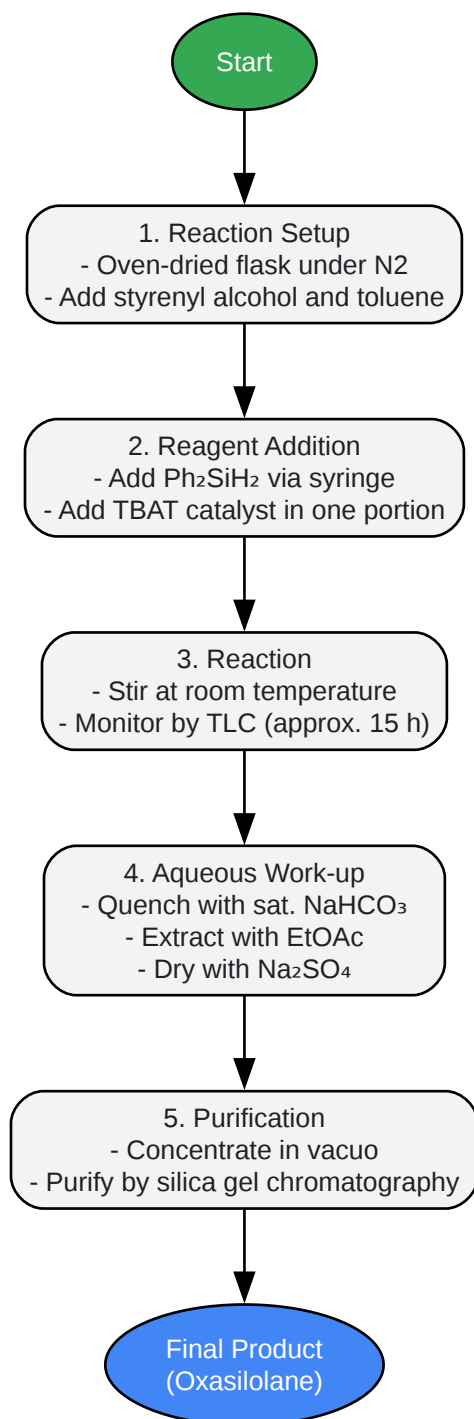 Start
1. Reaction Setup
- Oven-dried flask under N2
- Add styrenyl alcohol and toluene
2. Reagent Addition
- Add Ph₂SiH₂ via syringe
- Add TBAT catalyst in one portion
3. Reaction
- Stir at room temperature
- Monitor by TLC (approx. 15 h)
4. Aqueous Work-up
- Quench with sat. NaHCO₃
- Extract with EtOAc
- Dry with Na₂SO₄
5. Purification
- Concentrate in vacuo
- Purify by silica gel chromatography
Final Product
(Oxasilolane)